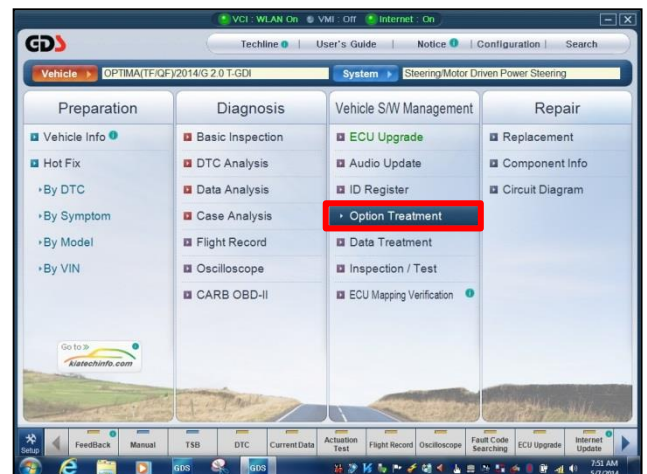 VCI : WLAN On VMI : Off Internet : On
GDS
Techline | User's Guide | Notice | Configuration | Search
Vehicle OPTIMA(TF/QF)/2014/G 2.0 T-GDI System Steering/Motor Driven Power Steering
Preparation
Vehicle Info
Hot Fix
By DTC
By Symptom
By Model
By VIN
Go to
kiatechinfo.com
Diagnosis
Basic Inspection
DTC Analysis
Data Analysis
Case Analysis
Flight Record
Oscilloscope
CARB OBD-II
Vehicle S/W Management
ECU Upgrade
Audio Update
ID Register
Option Treatment
Data Treatment
Inspection / Test
ECU Mapping Verification
Repair
Replacement
Component Info
Circuit Diagram
Setup FeedBack Manual TSB DTC Current Data Actuation Test Flight Record Oscilloscope Fault Code Searching ECU Upgrade Internet Update
GDS GDS 7:51 AM
5/7/2014